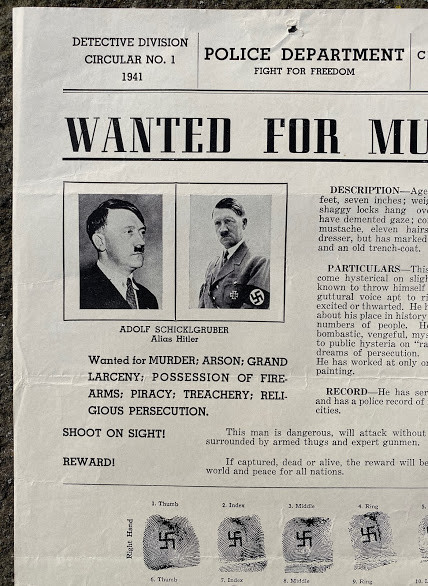 DETECTIVE DIVISION
CIRCULAR NO. 1
1941
POLICE DEPARTMENT
FIGHT FOR FREEDOM
C
WANTED FOR MU
ADOLF SCHICKLGRUBER
Alias Hitler
Wanted for MURDER; ARSON; GRAND
LARCENY; POSSESSION OF FIRE-
ARMS; PIRACY; TREACHERY; RELI-
GIOUS PERSECUTION.
DESCRIPTION—Age
feet, seven inches; weig
shaggy locks hang ov
have demented gaze; co
mustache, eleven hairs
dresser, but has marked
and an old trench-coat.
PARTICULARS—This
come hysterical on sligh
known to throw himself
guttural voice apt to ri
excited or thwarted. He h
about his place in history
numbers of people. He
bombastic, vengeful, mys
to public hysteria on "ra
dreams of persecution.
He has worked at only on
painting.
RECORD—He has ser
and has a police record of
cities.
SHOOT ON SIGHT!
This man is dangerous, will attack without
surrounded by armed thugs and expert gunmen.
REWARD!
If captured, dead or alive, the reward will be
world and peace for all nations.
Right Hand
1. Thumb
2. Index
3. Middle
4. Ring
5
6. Thumb
7. Index
8. Middle
9. Ring
10.